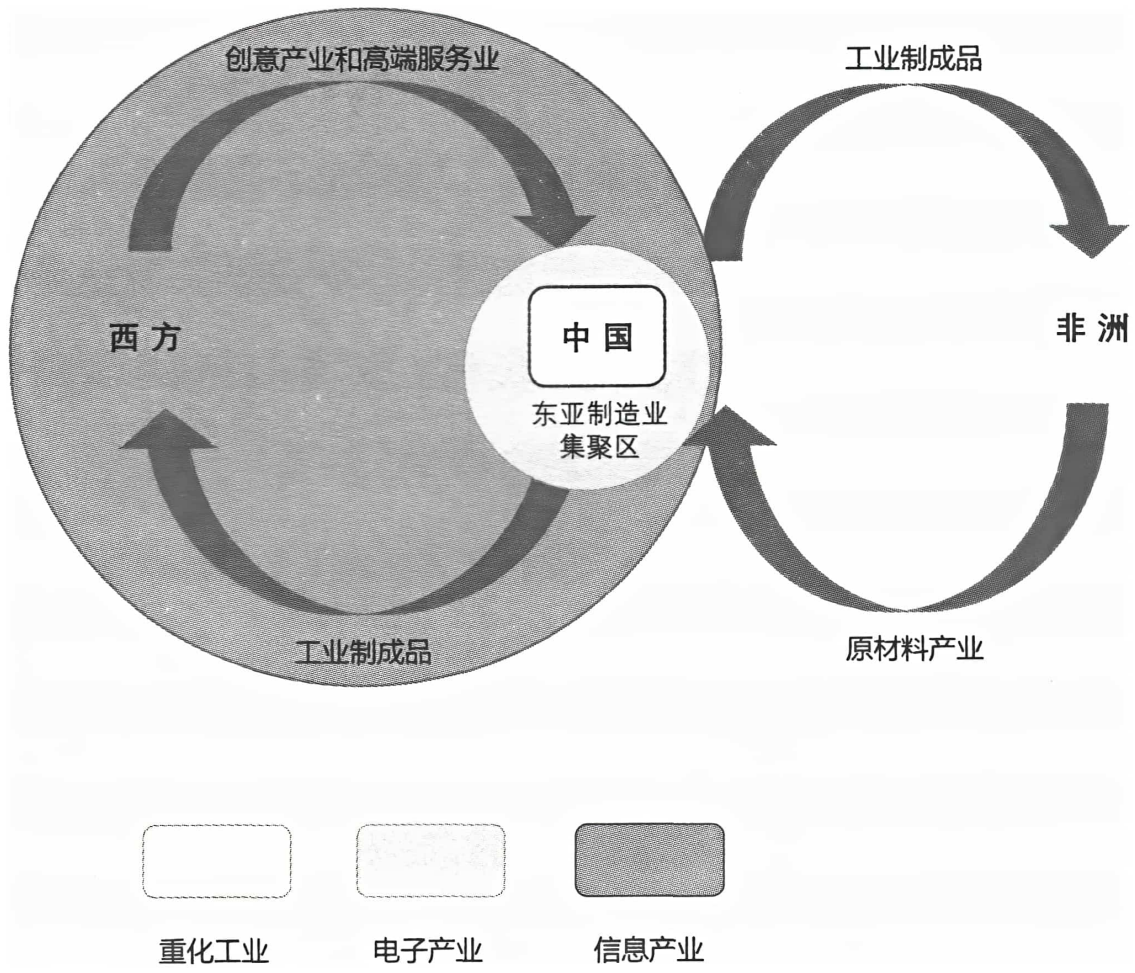 创意产业和高端服务业
工业制成品
西方
中国
非洲
东亚制造业
集聚区
工业制成品
原材料产业
重化工业
电子产业
信息产业